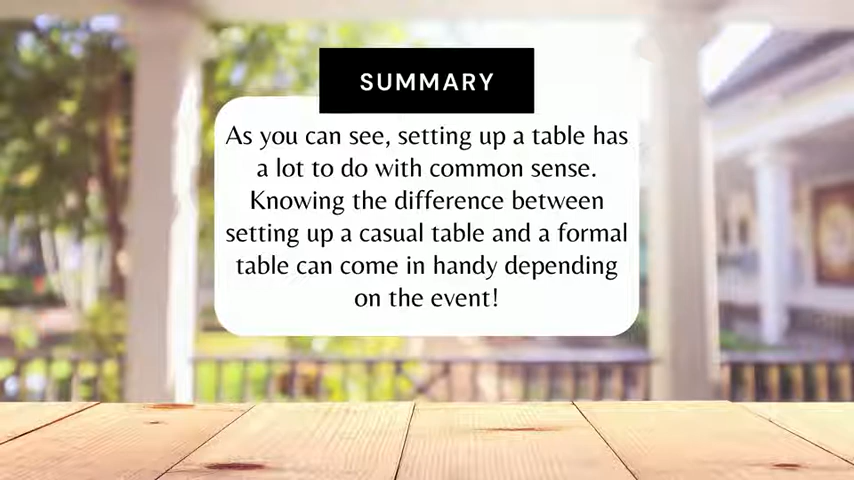 SUMMARY
As you can see, setting up a table has
a lot to do with common sense.
Knowing the difference between
setting up a casual table and a formal
table can come in handy depending
on the event!